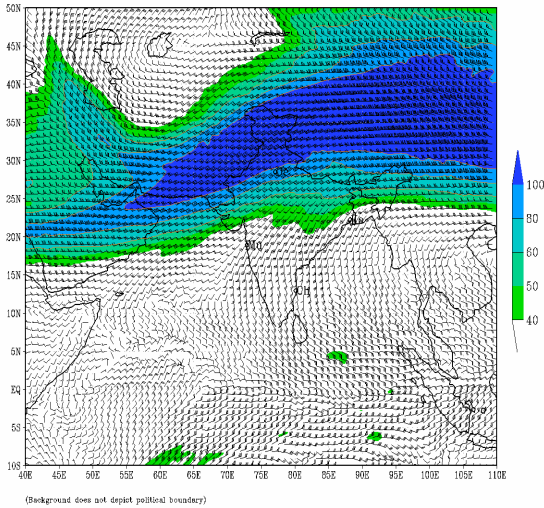 50N
45N
40N
35N
30N
25N
20N
15N
10N
5N
EQ
5S
10S
40E 45E 50E 55E 60E 65E 70E 75E 80E 85E 90E 95E 100E 105E 110E
Mu
100
80
60
50
40
(Background does not depict political boundary)